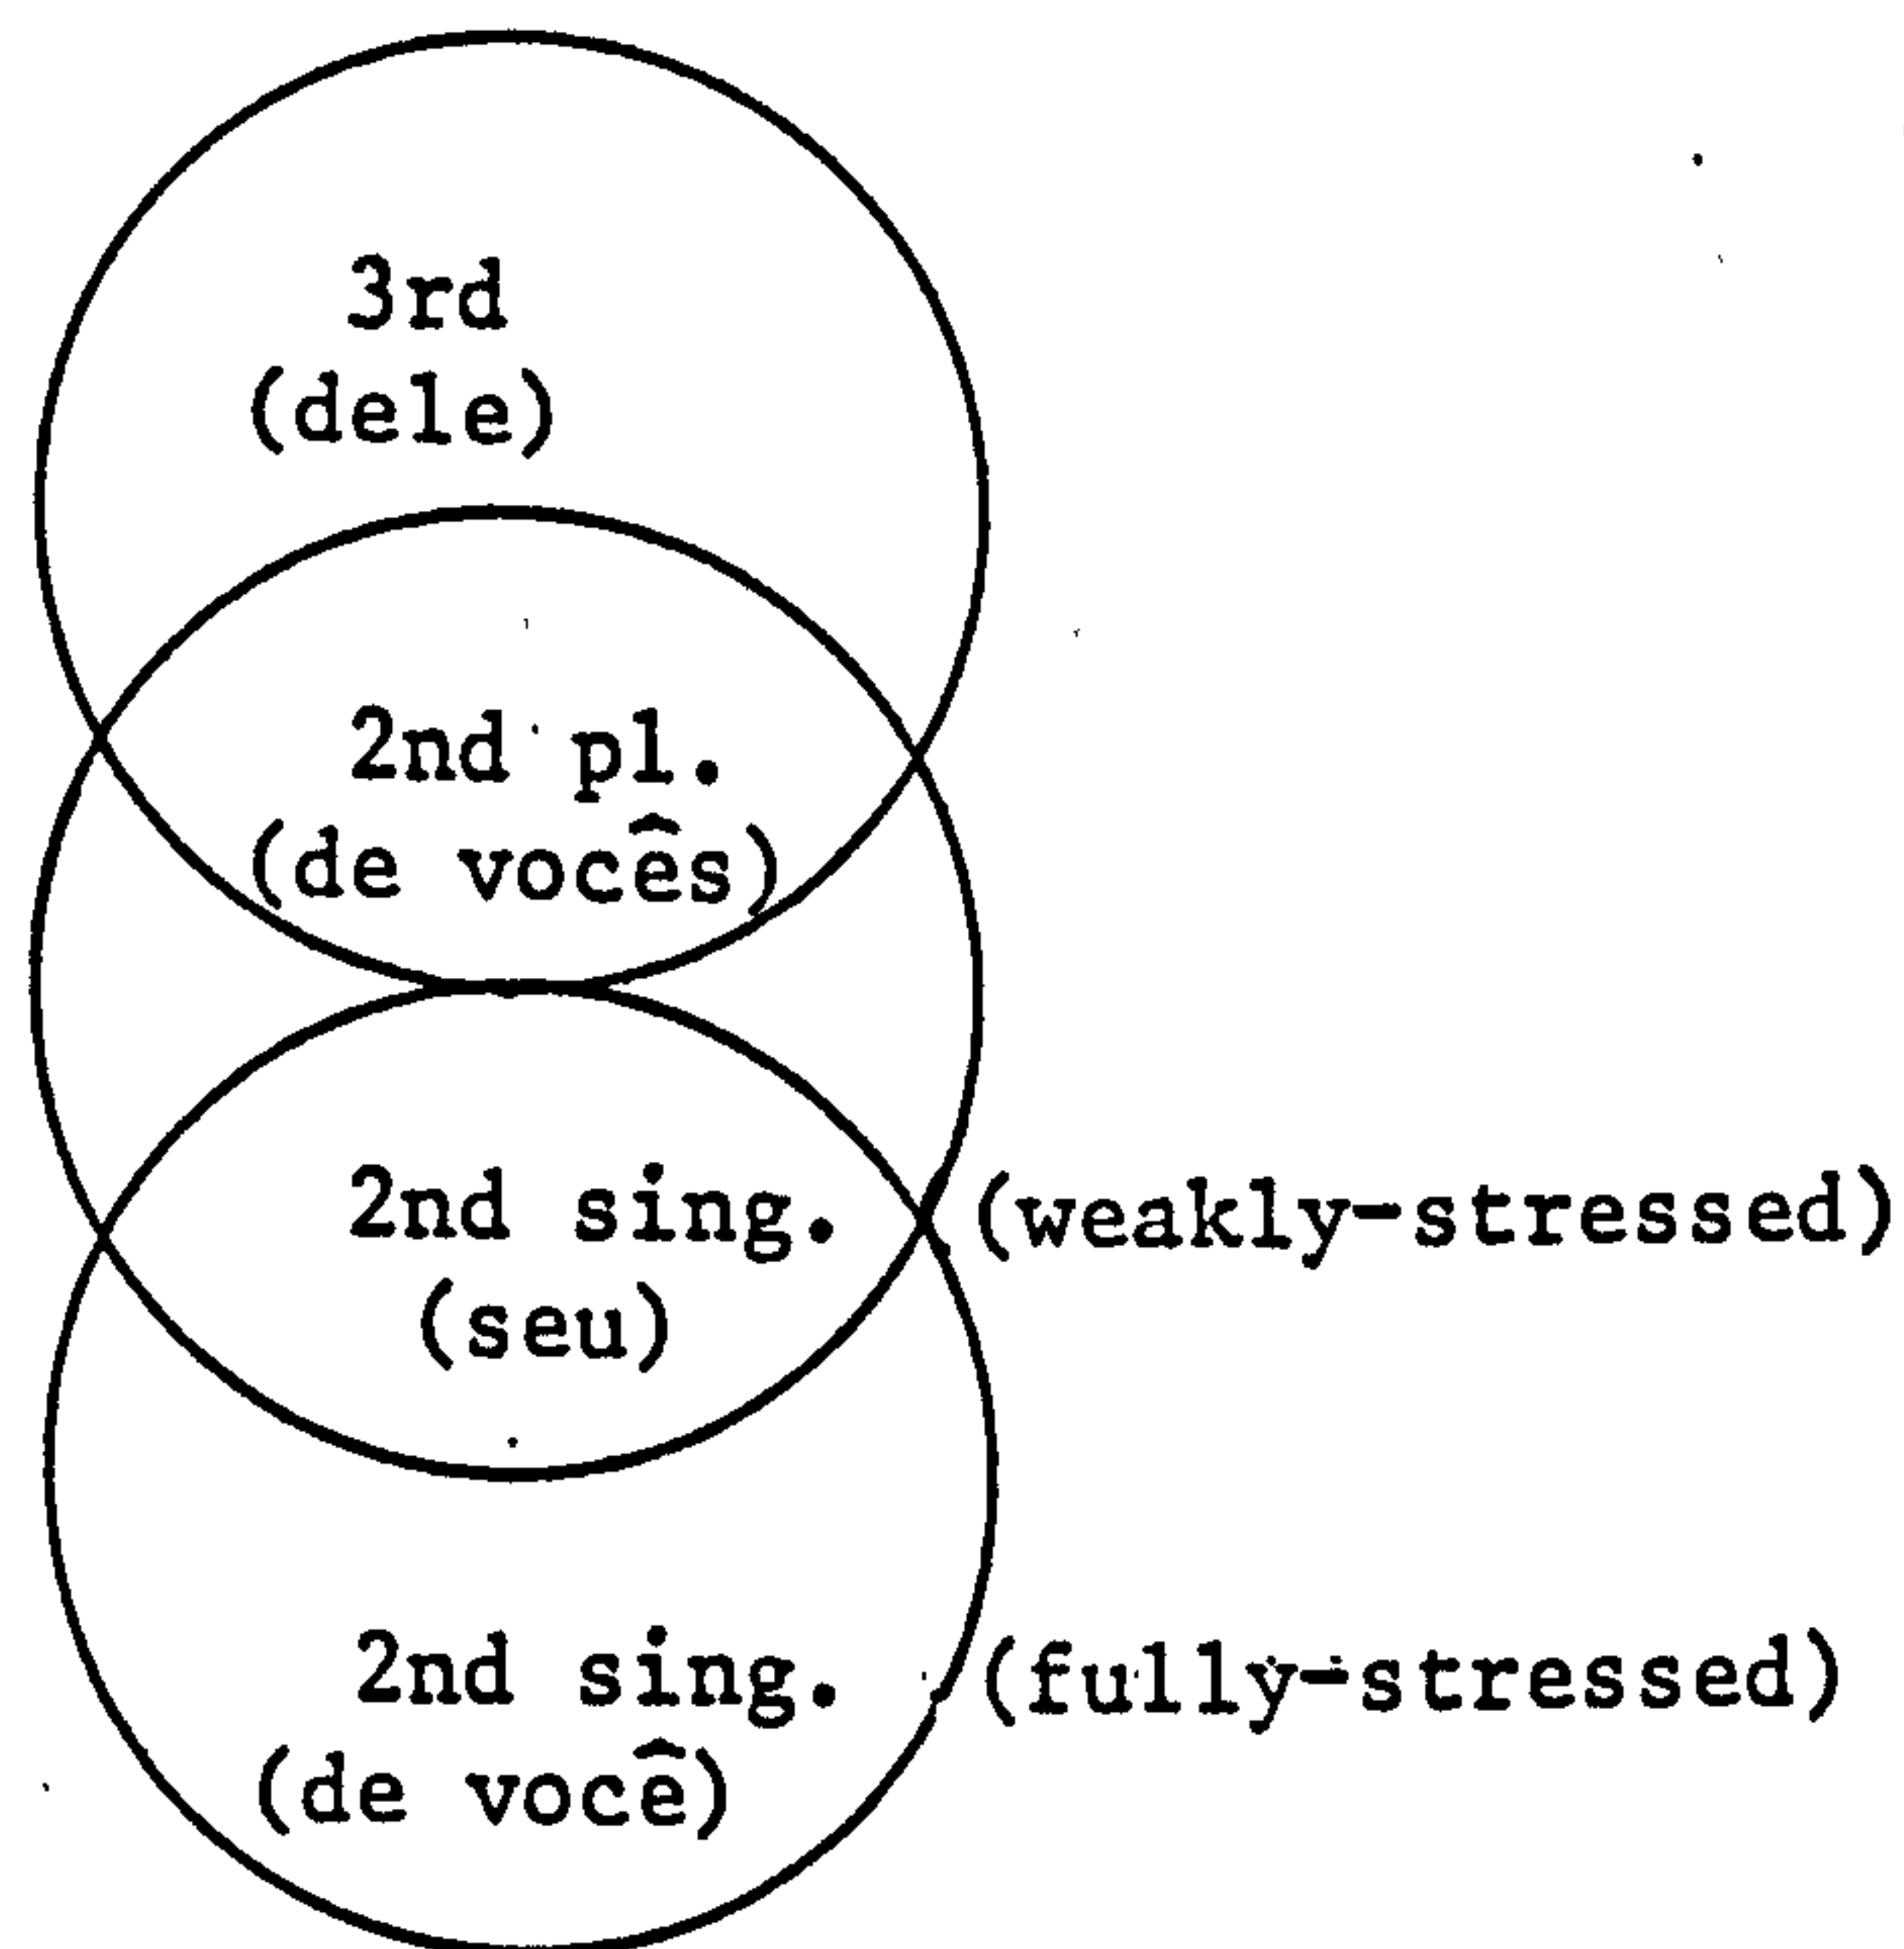 3rd
(dele)
2nd pl.
(de vocês)
2nd sing. (weakly-stressed)
(seu)
2nd sing. (fully-stressed)
(de você)